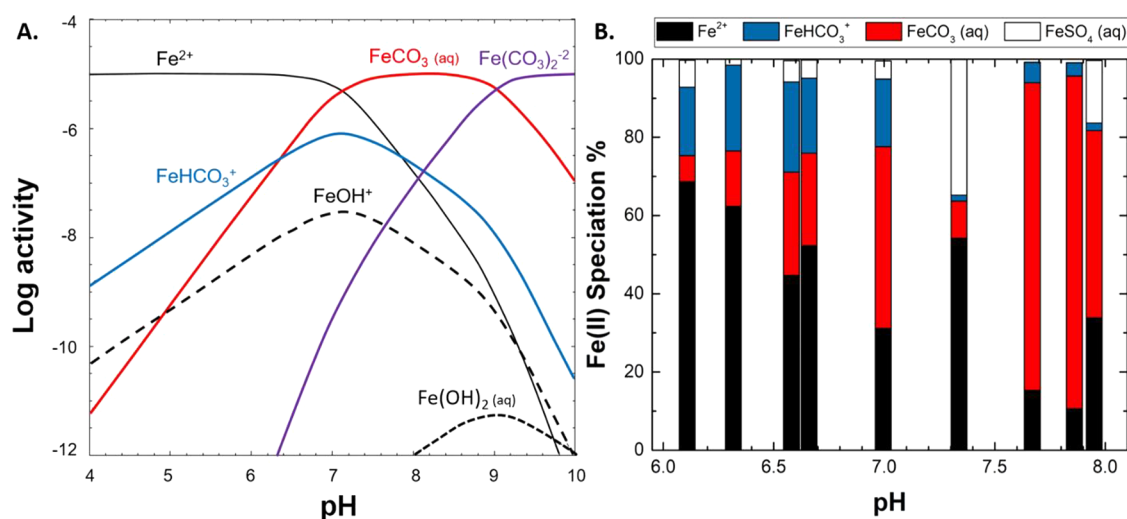 A.
-4
-6
-8
-10
-12
Log activity
Fe²⁺
FeCO₃ (aq)
Fe(CO₃)₂⁻²
FeHCO₃⁺
FeOH⁺
Fe(OH)₂ (aq)
4 5 6 7 8 9 10
pH
B.
Fe²⁺ FeHCO₃⁺ FeCO₃ (aq) FeSO₄ (aq)
100
80
60
40
20
0
Fe(II) Speciation %
6.0 6.5 7.0 7.5 8.0
pH